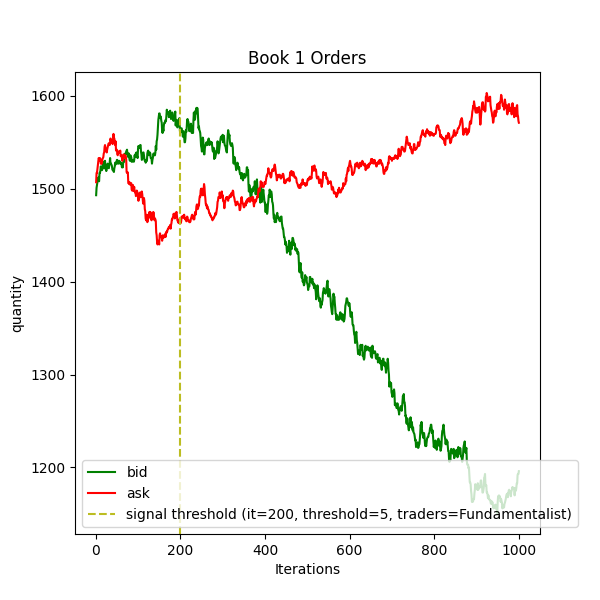 Book 1 Orders
quantity
1600
1500
1400
1300
1200
bid
ask
signal threshold (it=200, threshold=5, traders=Fundamentalist)
0 200 400 600 800 1000
Iterations